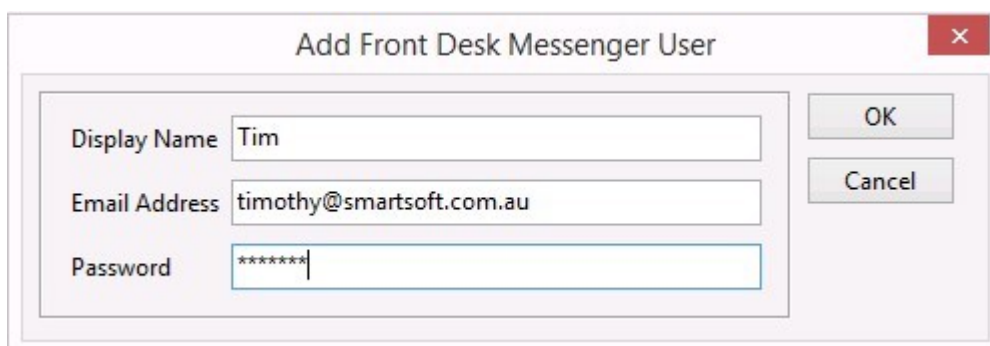 Add Front Desk Messenger User
Display Name Tim
OK
Email Address timothy@smartsoft.com.au
Cancel
Password *******